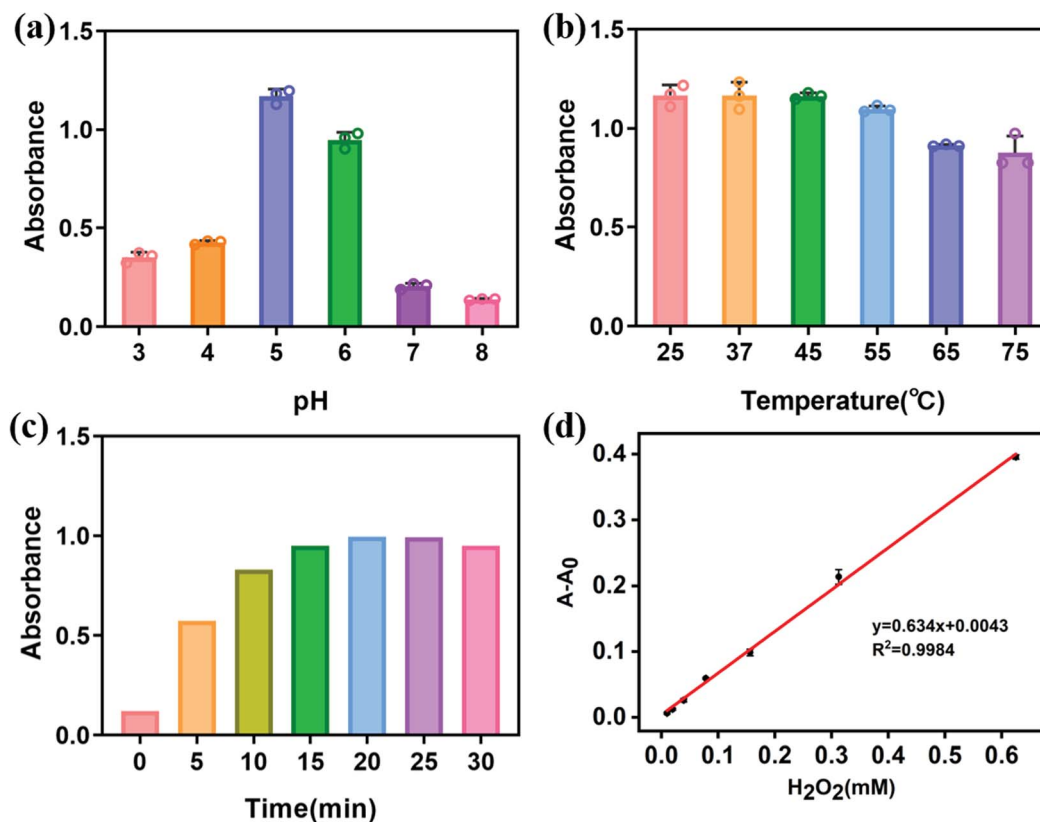 (a)
1.5
1.0
0.5
0.0
Absorbance
3 4 5 6 7 8
pH
(b)
1.5
1.0
0.5
0.0
Absorbance
25 37 45 55 65 75
Temperature(℃)
(c)
1.5
1.0
0.5
0.0
Absorbance
0 5 10 15 20 25 30
Time(min)
(d)
0.4
0.3
0.2
0.1
0.0
A-A0
y=0.634x+0.0043
R²=0.9984
0.0 0.1 0.2 0.3 0.4 0.5 0.6
H₂O₂(mM)